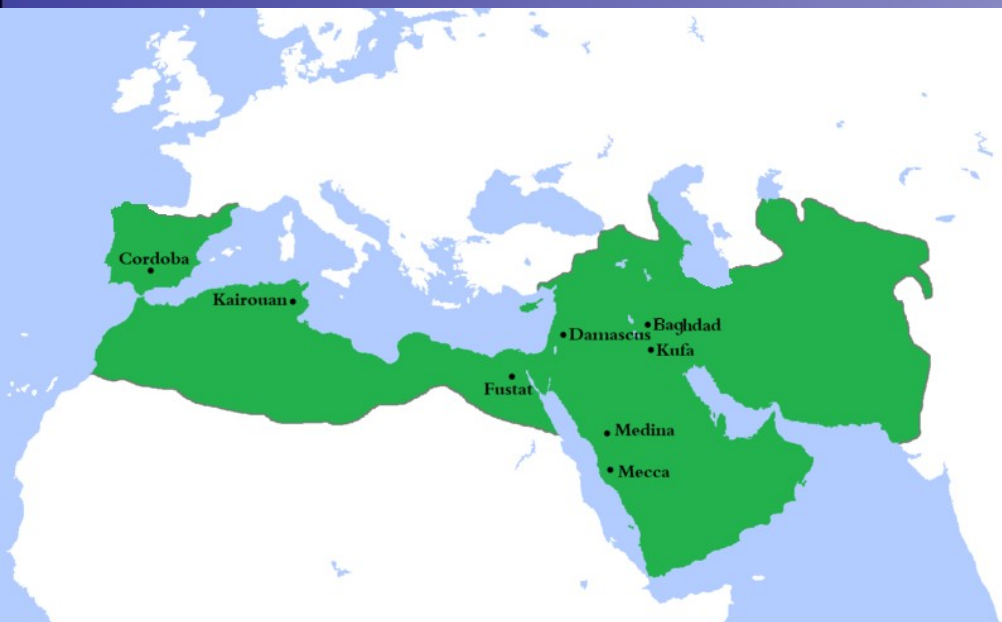 Cordoba
Kairouan
Baghdad
Damascus
Kufa
Fustat
Medina
Mecca